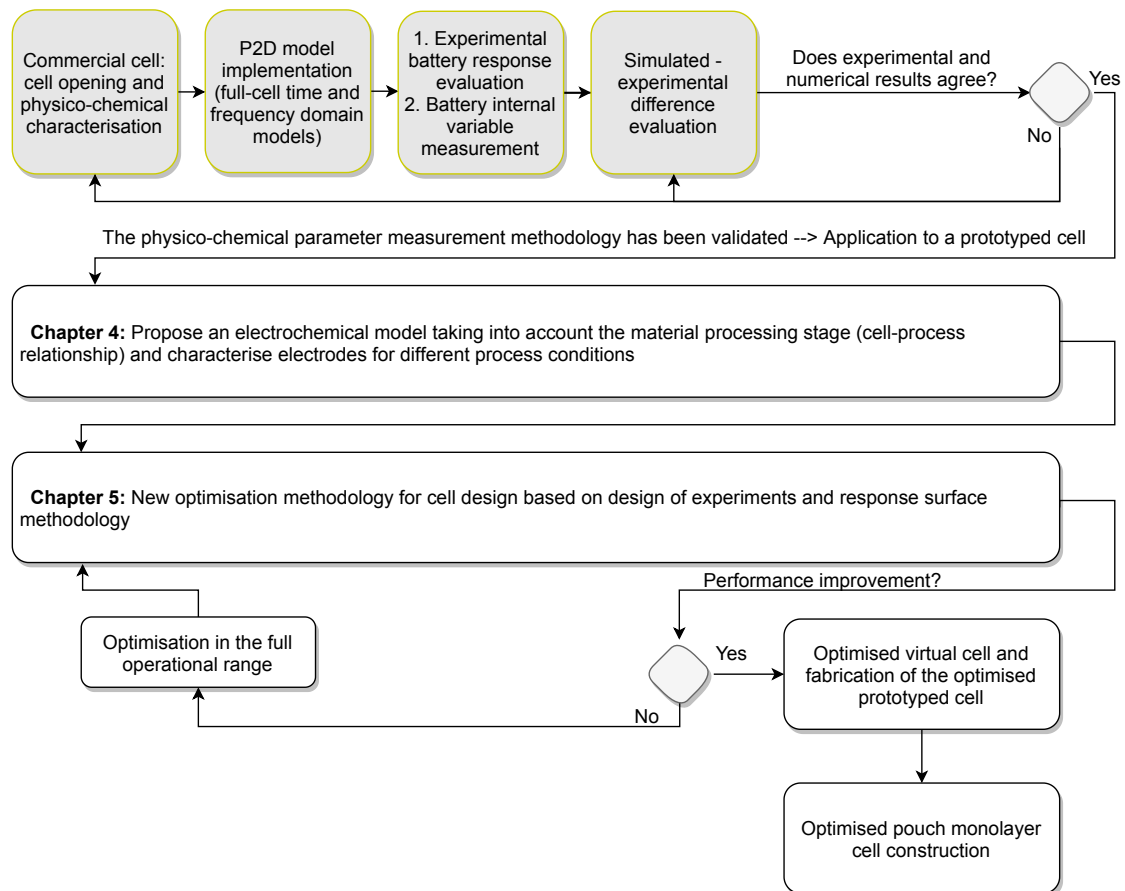 Commercial cell:
cell opening and
physico-chemical
characterisation
P2D model
implementation
(full-cell time and
frequency domain
models)
1. Experimental
battery response
evaluation
2. Battery internal
variable
measurement
Simulated -
experimental
difference
evaluation
Does experimental and
numerical results agree?
Yes
No
The physico-chemical parameter measurement methodology has been validated --> Application to a prototyped cell
Chapter 4: Propose an electrochemical model taking into account the material processing stage (cell-process
relationship) and characterise electrodes for different process conditions
Chapter 5: New optimisation methodology for cell design based on design of experiments and response surface
methodology
Performance improvement?
Optimisation in the full
operational range
Yes
No
Optimised virtual cell and
fabrication of the optimised
prototyped cell
Optimised pouch monolayer
cell construction